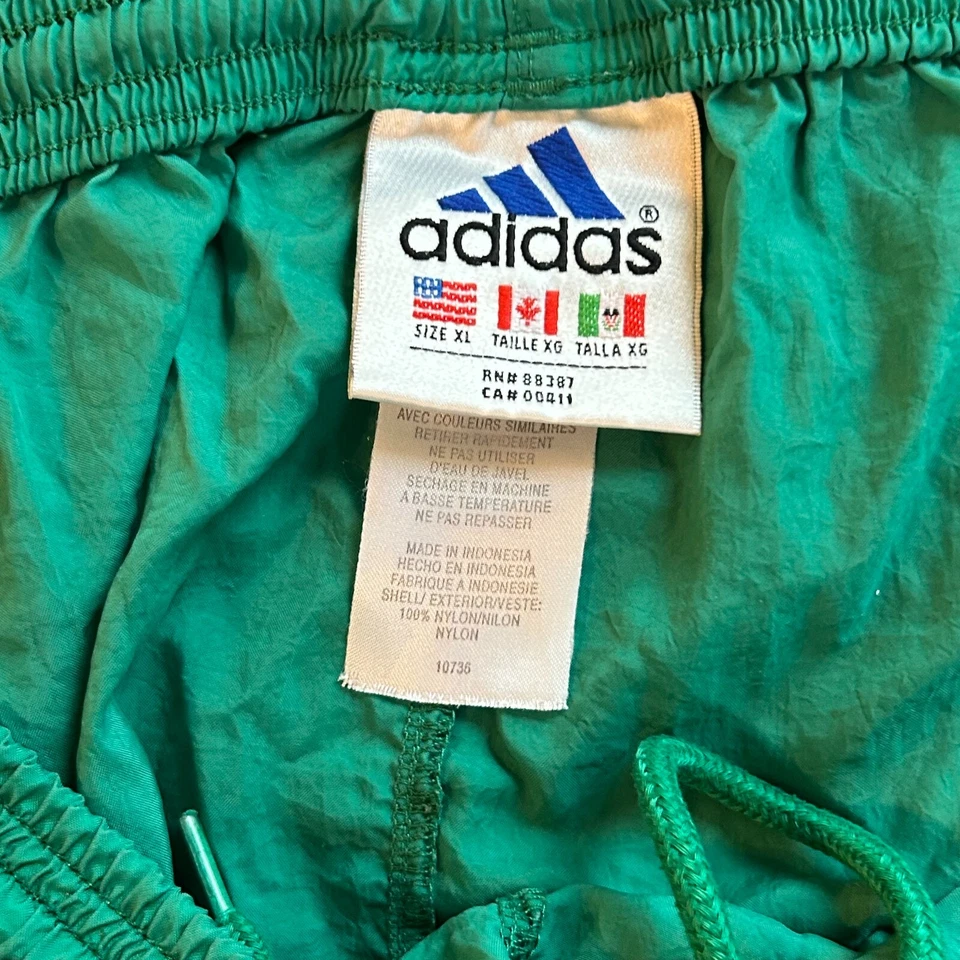 adidas®
SIZE XL TAILLE XG TALLA XG
RN# 88387
CA# 00411
AVEC COULEURS SIMILAIRES
RETIRER RAPIDEMENT
NE PAS UTILISER
D'EAU DE JAVEL
SECHAGE EN MACHINE
A BASSE TEMPERATURE
NE PAS REPASSER
MADE IN INDONESIA
HECHO EN INDONESIA
FABRIQUE A INDONESIE
SHELL/ EXTERIOR/VESTE:
100% NYLON/NILON
NYLON
10736